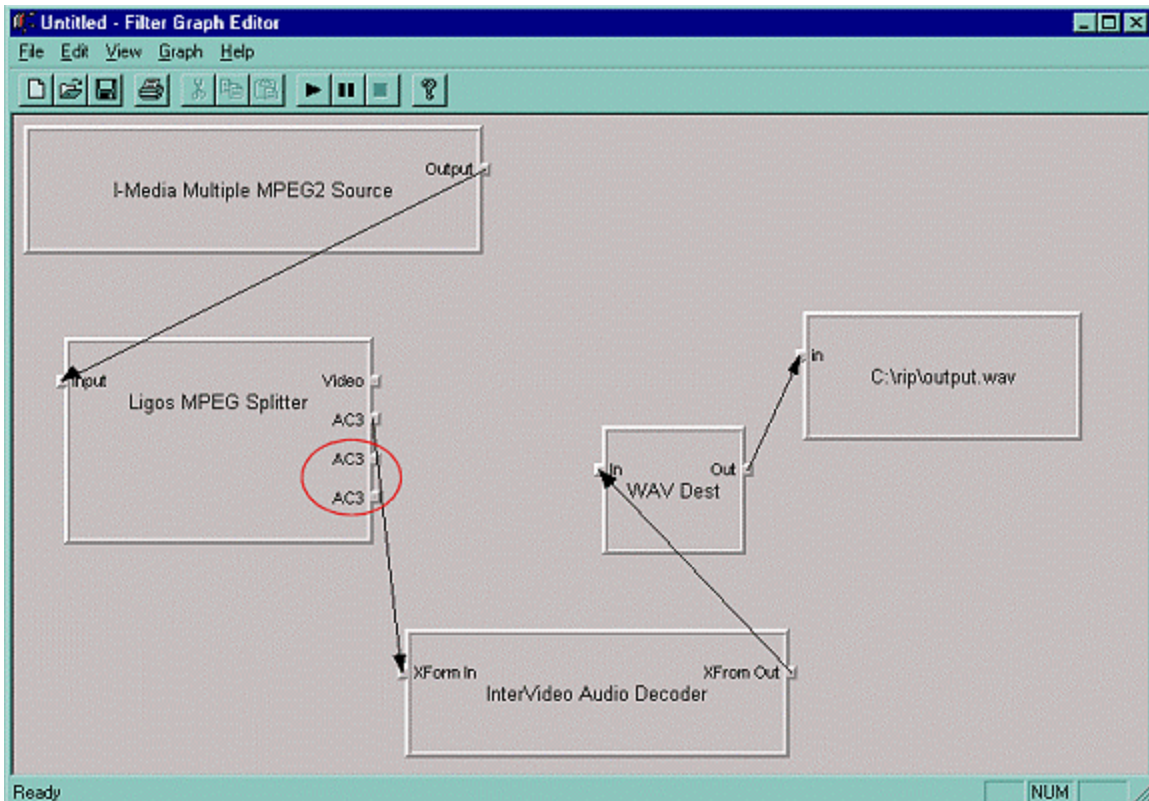 Untitled - Filter Graph Editor
File Edit View Graph Help
Output
I-Media Multiple MPEG2 Source
Input
Video
Ligos MPEG Splitter
AC3
AC3
AC3
in
C:\rip\output.wav
In
Out
WAV Dest
XForm In
XFrom Out
InterVideo Audio Decoder
Ready
NUM